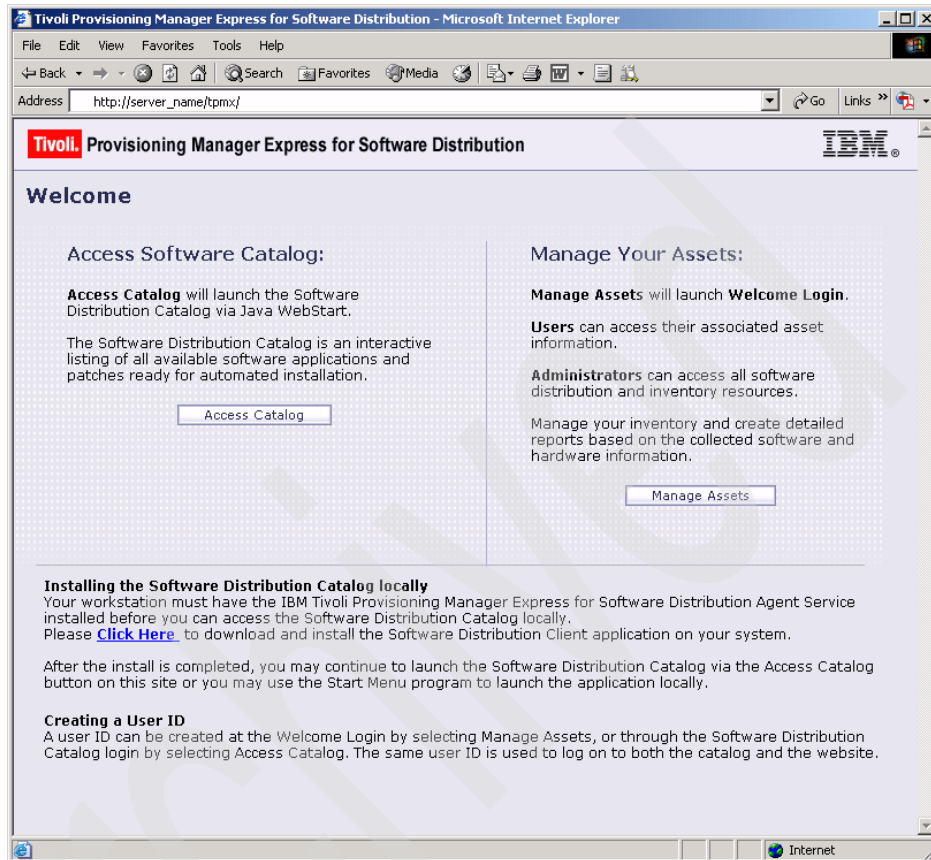 Tivoli Provisioning Manager Express for Software Distribution - Microsoft Internet Explorer
File Edit View Favorites Tools Help
Back Search Favorites Media
Address http://server_name/tpmx/ Go Links »
Tivoli. Provisioning Manager Express for Software Distribution
IBM®
Welcome
Access Software Catalog:
Access Catalog will launch the Software
Distribution Catalog via Java WebStart.
The Software Distribution Catalog is an interactive
listing of all available software applications and
patches ready for automated installation.
Access Catalog
Manage Your Assets:
Manage Assets will launch Welcome Login.
Users can access their associated asset
information.
Administrators can access all software
distribution and inventory resources.
Manage your inventory and create detailed
reports based on the collected software and
hardware information.
Manage Assets
Installing the Software Distribution Catalog locally
Your workstation must have the IBM Tivoli Provisioning Manager Express for Software Distribution Agent Service
installed before you can access the Software Distribution Catalog locally.
Please Click Here to download and install the Software Distribution Client application on your system.
After the install is completed, you may continue to launch the Software Distribution Catalog via the Access Catalog
button on this site or you may use the Start Menu program to launch the application locally.
Creating a User ID
A user ID can be created at the Welcome Login by selecting Manage Assets, or through the Software Distribution
Catalog login by selecting Access Catalog. The same user ID is used to log on to both the catalog and the website.
Internet